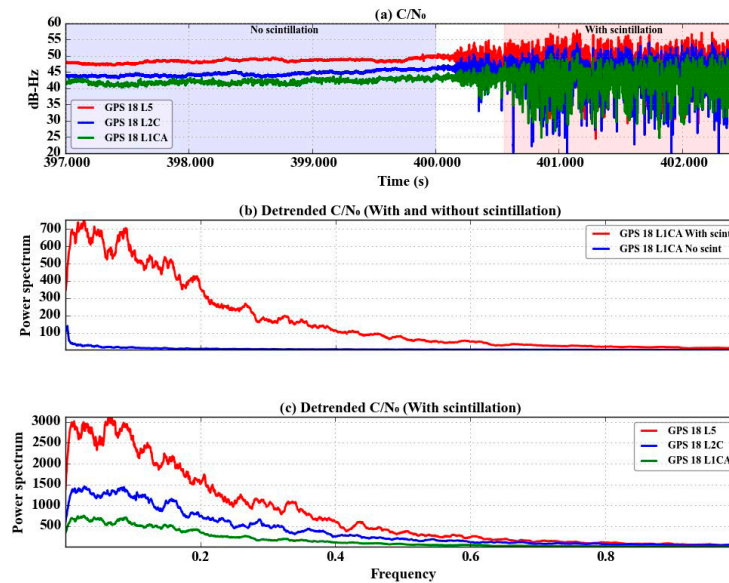 (a) C/N₀
No scintillation
With scintillation
dB-Hz
60
55
50
45
40
35
30
25
20
GPS 18 L5
GPS 18 L2C
GPS 18 L1CA
397.000 398.000 399.000 400.000 401.000 402.000
Time (s)
(b) Detrended C/N₀ (With and without scintillation)
Power spectrum
700
600
500
400
300
200
100
GPS 18 L1CA With scint
GPS 18 L1CA No scint
(c) Detrended C/N₀ (With scintillation)
Power spectrum
3000
2500
2000
1500
1000
500
GPS 18 L5
GPS 18 L2C
GPS 18 L1CA
0.2 0.4 0.6 0.8
Frequency